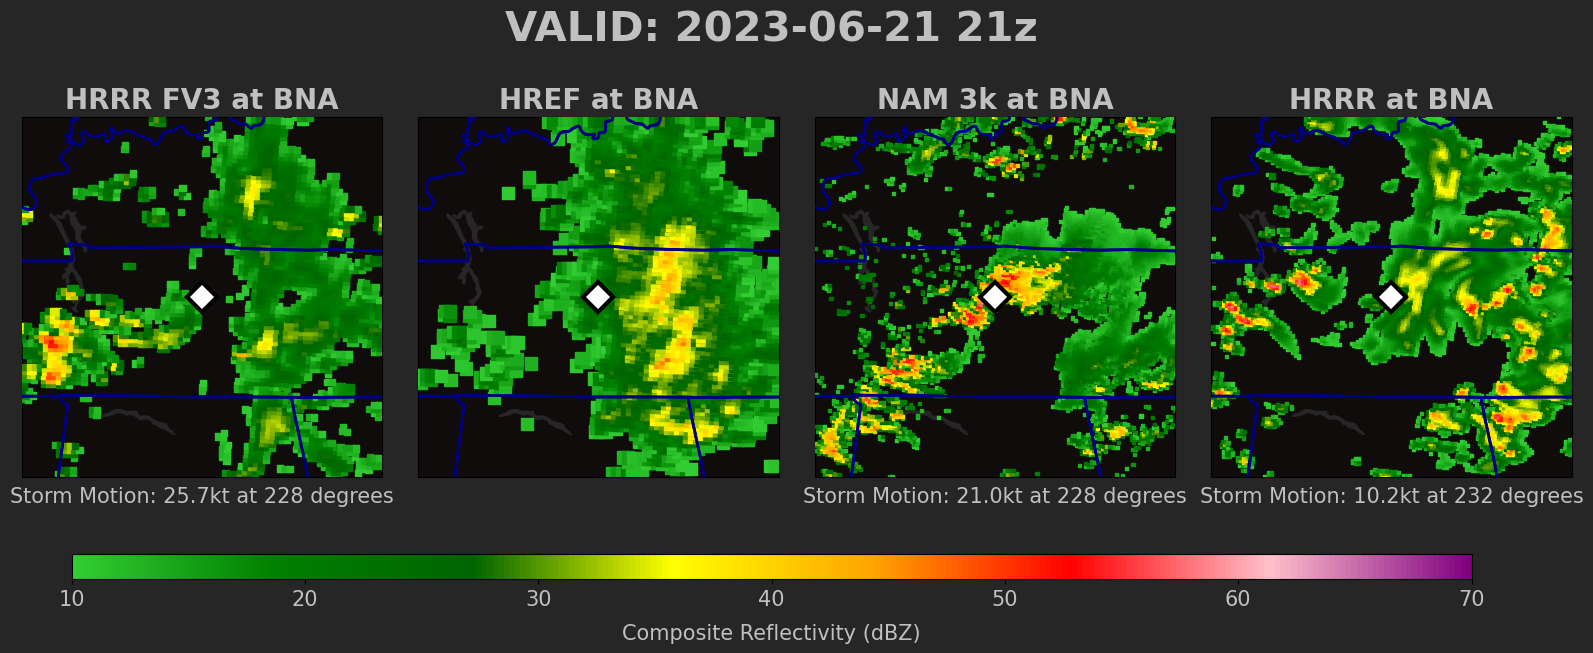 VALID: 2023-06-21 21z
HRRR FV3 at BNA
HREF at BNA
NAM 3k at BNA
HRRR at BNA
Storm Motion: 25.7kt at 228 degrees
Storm Motion: 21.0kt at 228 degrees
Storm Motion: 10.2kt at 232 degrees
10 20 30 40 50 60 70
Composite Reflectivity (dBZ)